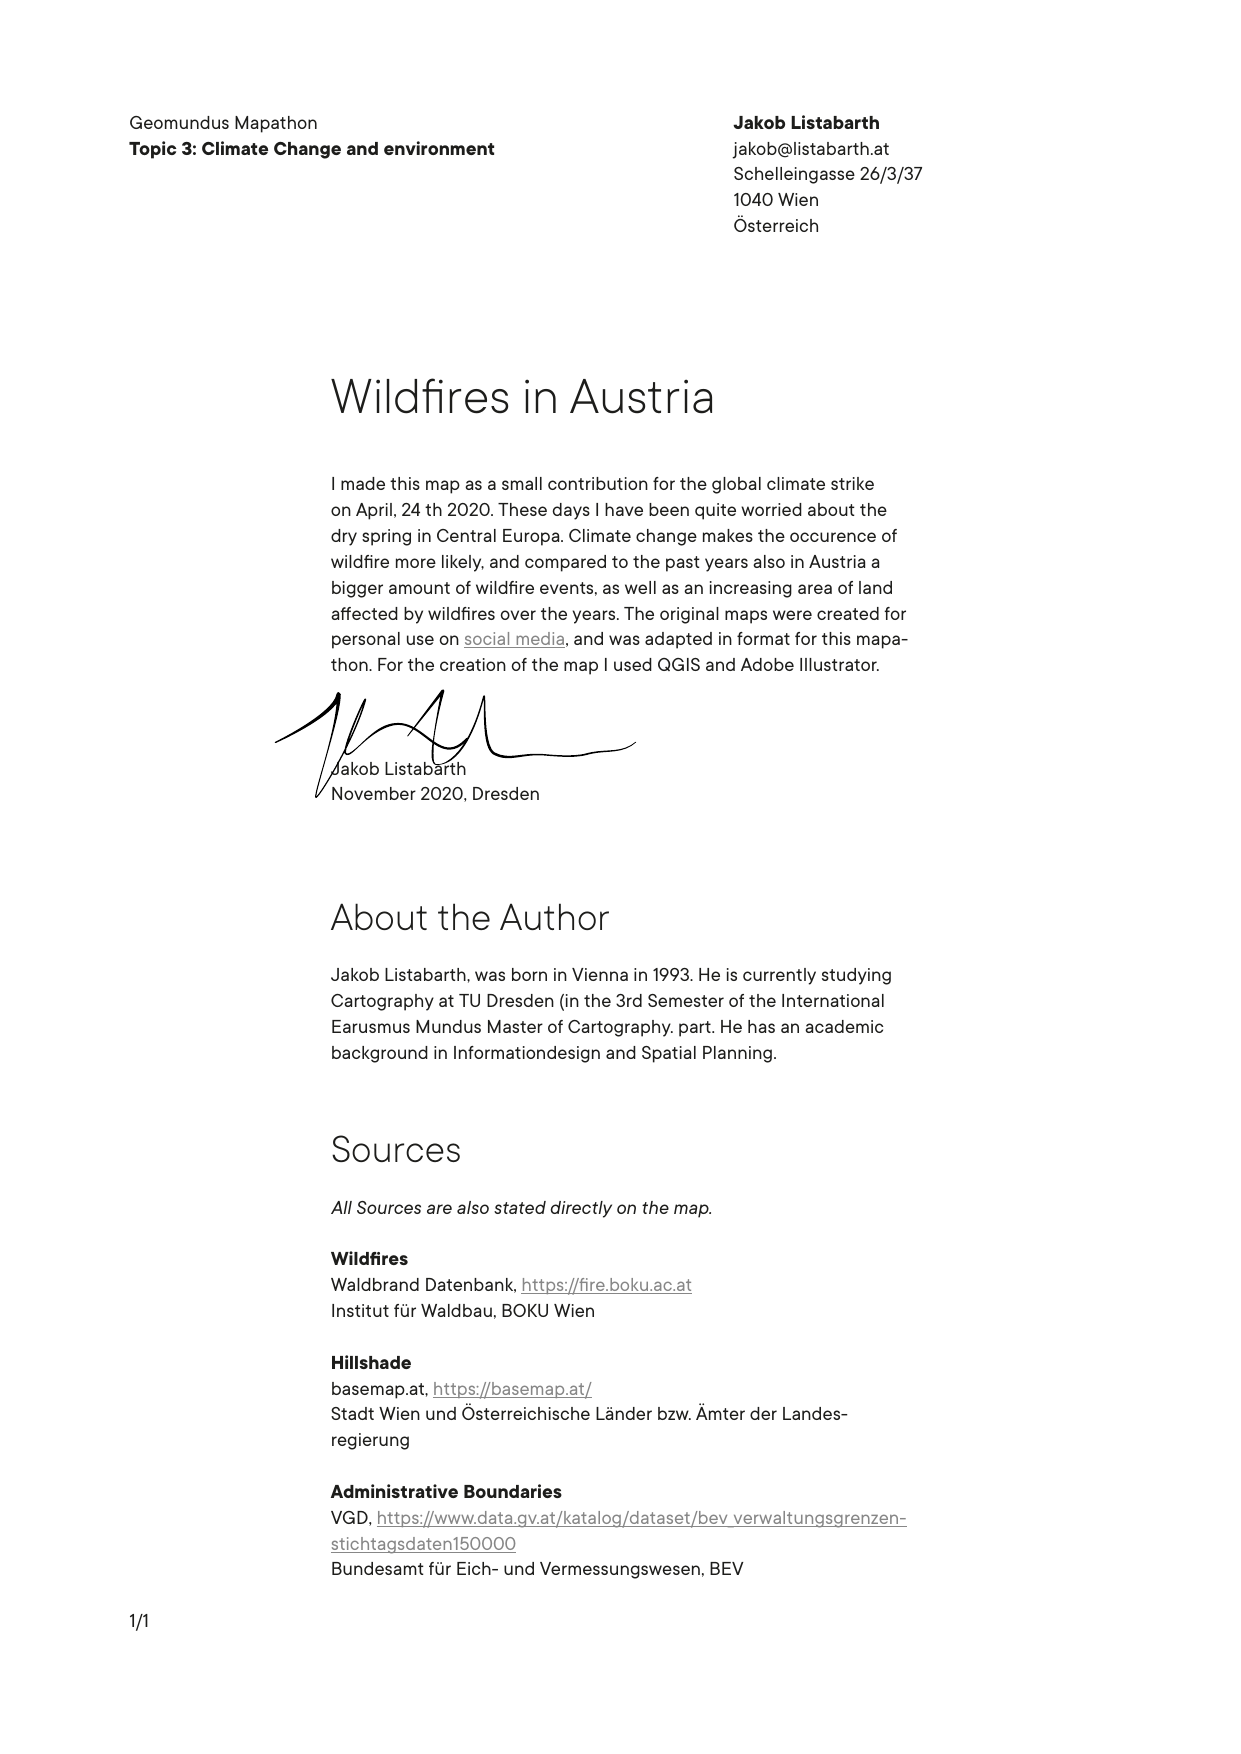 Geomundus Mapathon
Topic 3: Climate Change and environment
Jakob Listabarth
jakob@listabarth.at
Schelleingasse 26/3/37
1040 Wien
Österreich
Wildfires in Austria
I made this map as a small contribution for the global climate strike
on April, 24 th 2020. These days I have been quite worried about the
dry spring in Central Europa. Climate change makes the occurence of
wildfire more likely, and compared to the past years also in Austria a
bigger amount of wildfire events, as well as an increasing area of land
affected by wildfires over the years. The original maps were created for
personal use on social media, and was adapted in format for this mapa-
thon. For the creation of the map I used QGIS and Adobe Illustrator.
Jakob Listabarth
November 2020, Dresden
About the Author
Jakob Listabarth, was born in Vienna in 1993. He is currently studying
Cartography at TU Dresden (in the 3rd Semester of the International
Earusmus Mundus Master of Cartography. part. He has an academic
background in Informationdesign and Spatial Planning.
Sources
All Sources are also stated directly on the map.
Wildfires
Waldbrand Datenbank, https://fire.boku.ac.at
Institut für Waldbau, BOKU Wien
Hillshade
basemap.at, https://basemap.at/
Stadt Wien und Österreichische Länder bzw. Ämter der Landes-
regierung
Administrative Boundaries
VGD, https://www.data.gv.at/katalog/dataset/bev_verwaltungsgrenzen-
stichtagsdaten150000
Bundesamt für Eich- und Vermessungswesen, BEV
1/1